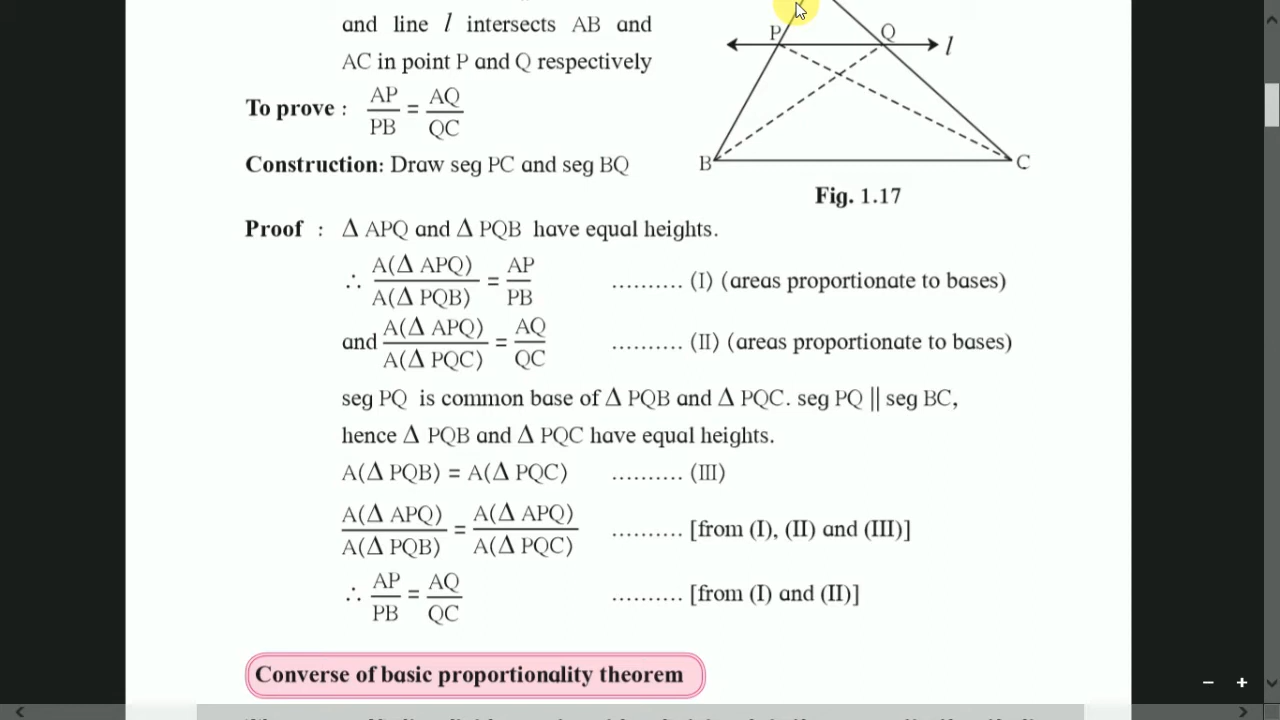 and line l intersects AB and
AC in point P and Q respectively
To prove : AP/PB = AQ/QC
Construction: Draw seg PC and seg BQ
P Q l
B C
Fig. 1.17
Proof : Δ APQ and Δ PQB have equal heights.
∴ A(Δ APQ)/A(Δ PQB) = AP/PB .......... (I) (areas proportionate to bases)
and A(Δ APQ)/A(Δ PQC) = AQ/QC .......... (II) (areas proportionate to bases)
seg PQ is common base of Δ PQB and Δ PQC. seg PQ || seg BC,
hence Δ PQB and Δ PQC have equal heights.
A(Δ PQB) = A(Δ PQC) .......... (III)
A(Δ APQ)/A(Δ PQB) = A(Δ APQ)/A(Δ PQC) .......... [from (I), (II) and (III)]
∴ AP/PB = AQ/QC .......... [from (I) and (II)]
Converse of basic proportionality theorem